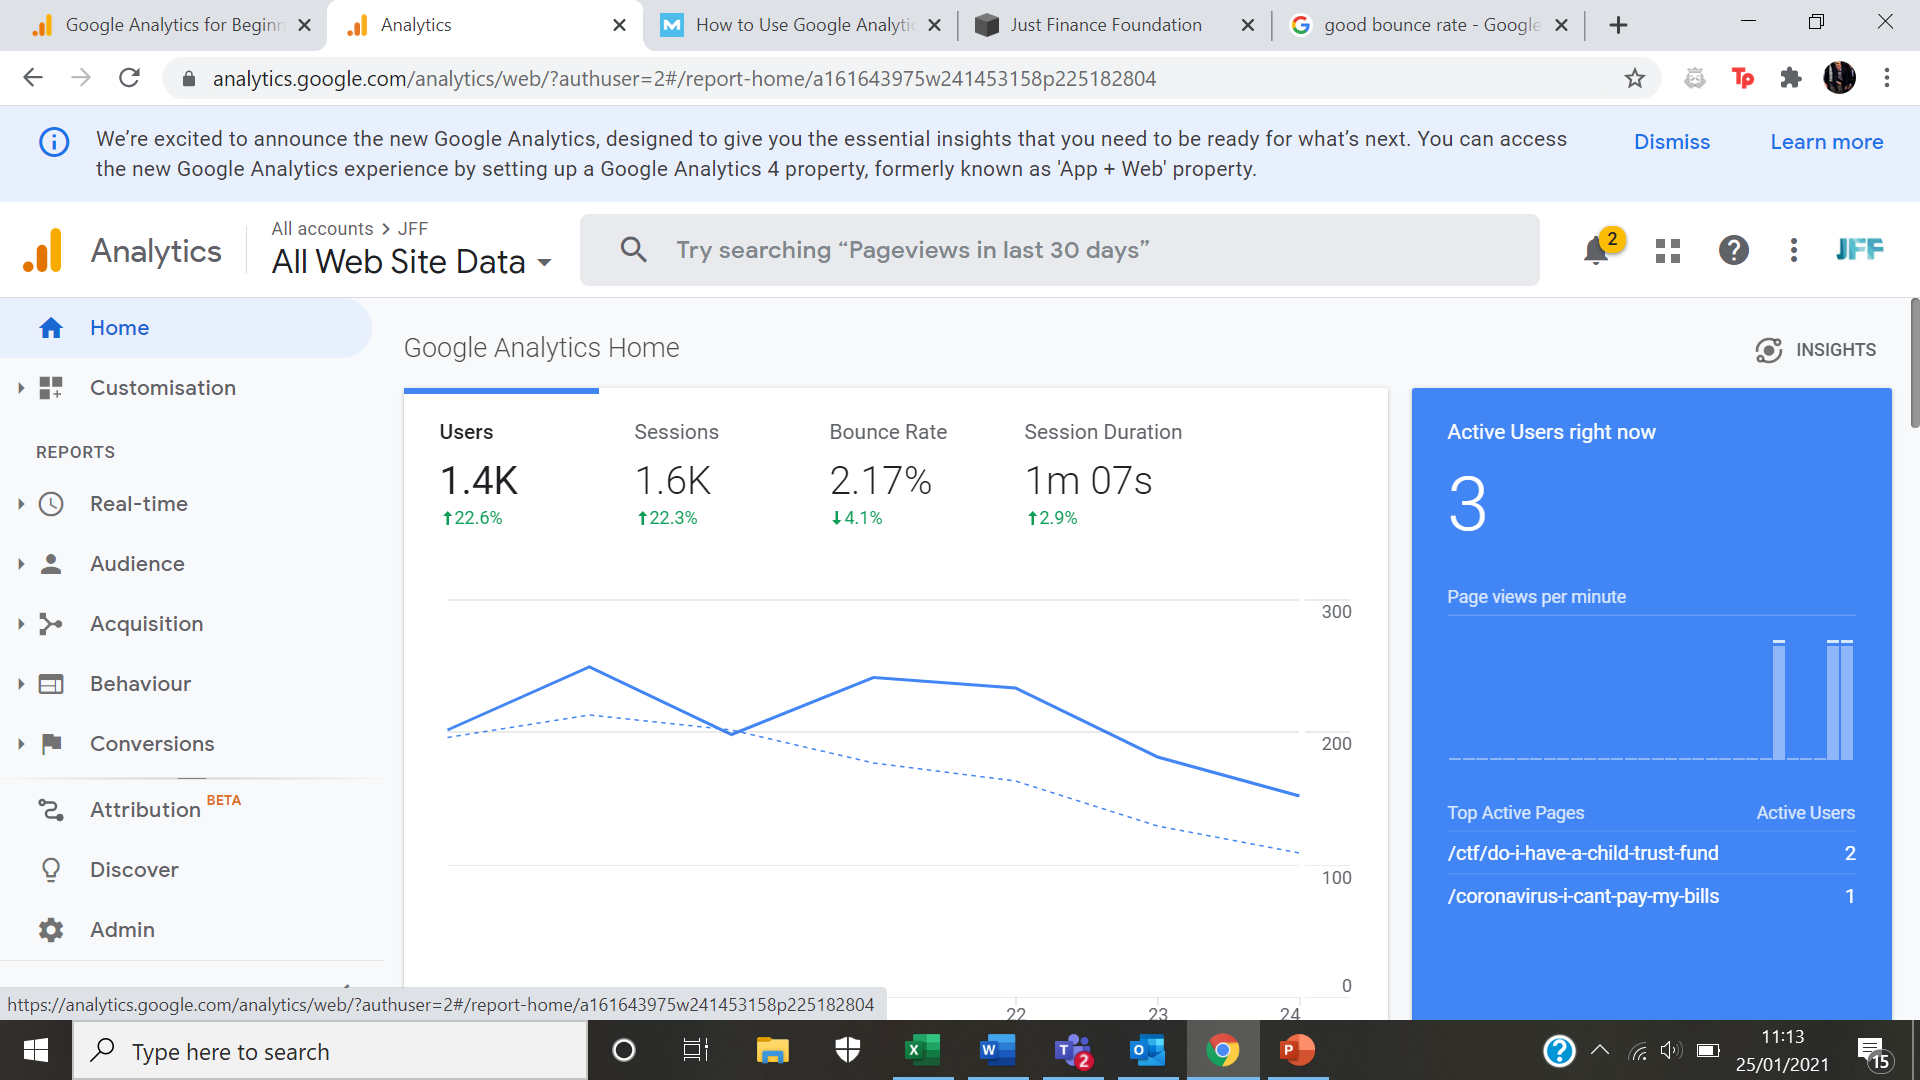 Google Analytics for Beginn
Analytics
How to Use Google Analytic
Just Finance Foundation
good bounce rate - Google
analytics.google.com/analytics/web/?authuser=2#/report-home/a161643975w241453158p225182804
Tp
We’re excited to announce the new Google Analytics, designed to give you the essential insights that you need to be ready for what’s next. You can access
the new Google Analytics experience by setting up a Google Analytics 4 property, formerly known as 'App + Web' property.
Dismiss
Learn more
Analytics
All accounts > JFF
All Web Site Data
Try searching “Pageviews in last 30 days”
2
JFF
Home
Customisation
REPORTS
Real-time
Audience
Acquisition
Behaviour
Conversions
Attribution BETA
Discover
Admin
Google Analytics Home
INSIGHTS
Users
1.4K
22.6%
Sessions
1.6K
22.3%
Bounce Rate
2.17%
4.1%
Session Duration
1m 07s
2.9%
300
200
100
0
22
23
24
Active Users right now
3
Page views per minute
Top Active Pages Active Users
/ctf/do-i-have-a-child-trust-fund 2
/coronavirus-i-cant-pay-my-bills 1
https://analytics.google.com/analytics/web/?authuser=2#/report-home/a161643975w241453158p225182804
Type here to search
2
11:13
25/01/2021
15